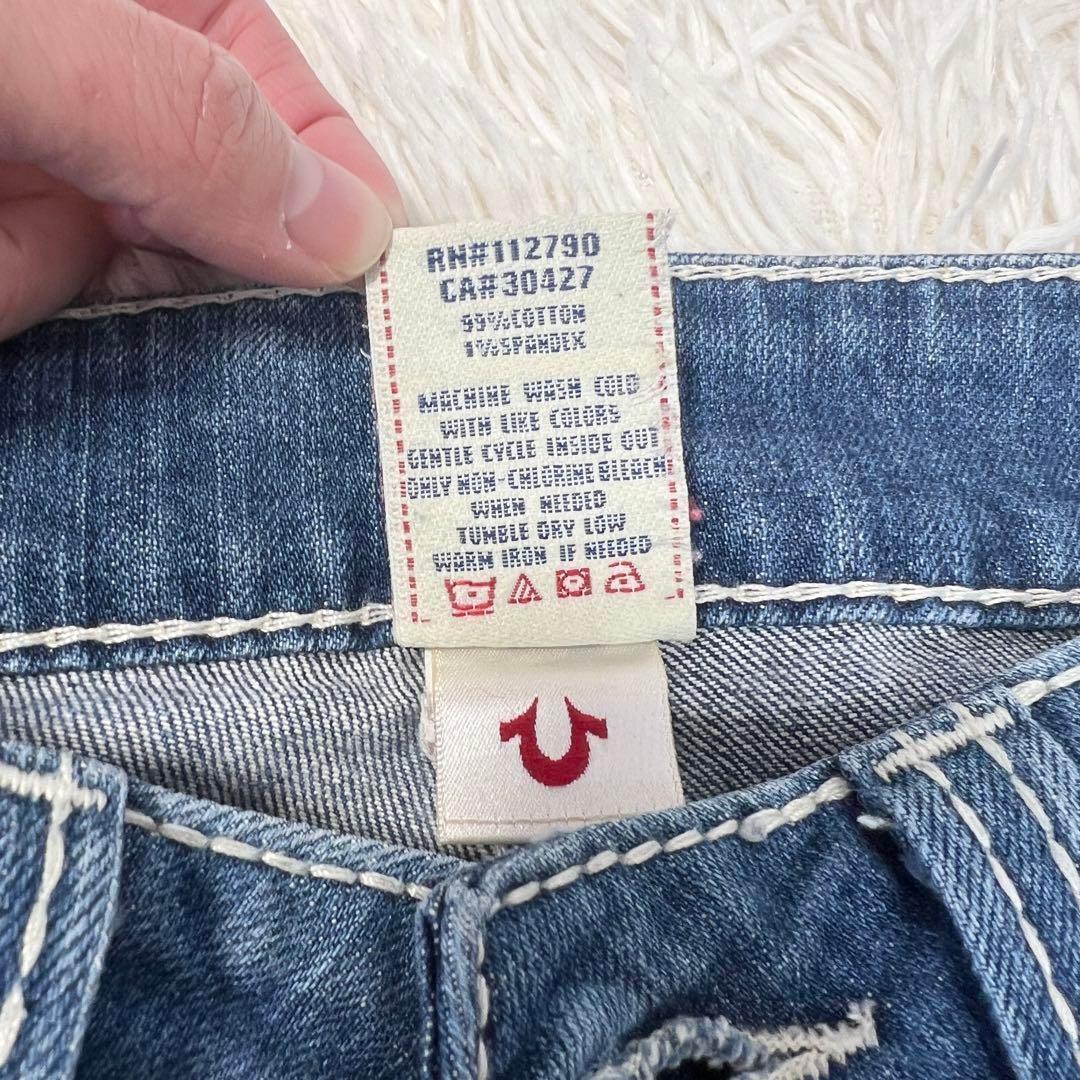 RN#112790
CA#30427
99%COTTON
1%SPANDEX
MACHINE WASH COLD
WITH LIKE COLORS
GENTLE CYCLE INSIDE OUT
ONLY NON-CHLORINE BLEACH
WHEN NEEDED
TUMBLE DRY LOW
WARM IRON IF NEEDED